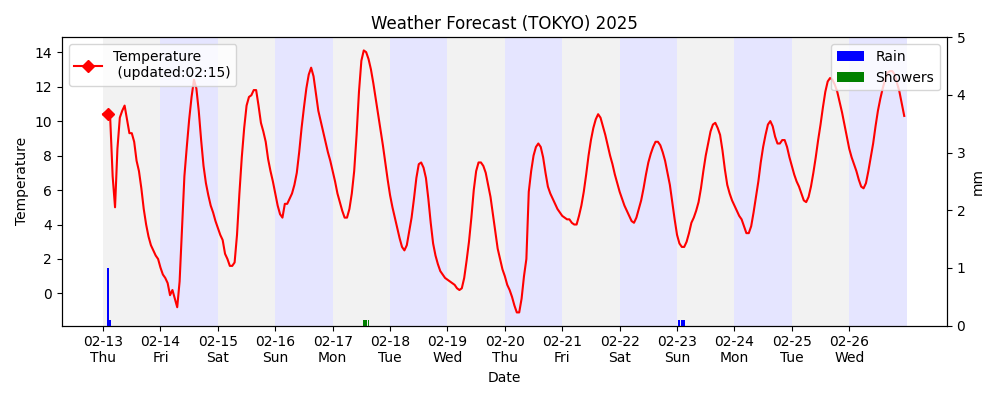 Weather Forecast (TOKYO) 2025
Temperature
(updated:02:15)
Rain
Showers
Temperature
14
12
10
8
6
4
2
0
5
4
3
2
1
0
mm
02-13 02-14 02-15 02-16 02-17 02-18 02-19 02-20 02-21 02-22 02-23 02-24 02-25 02-26
Thu Fri Sat Sun Mon Tue Wed Thu Fri Sat Sun Mon Tue Wed
Date